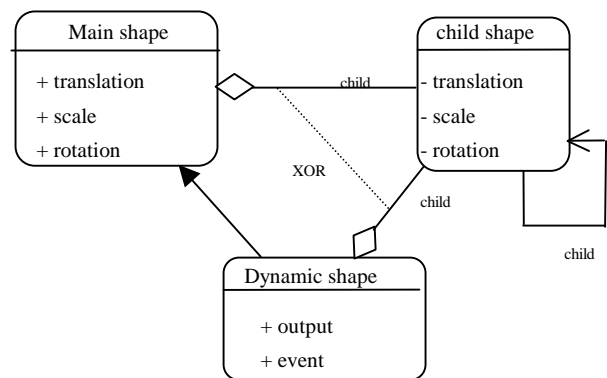 Main shape
+ translation
+ scale
+ rotation
child shape
- translation
- scale
- rotation
child
XOR
child
child
Dynamic shape
+ output
+ event